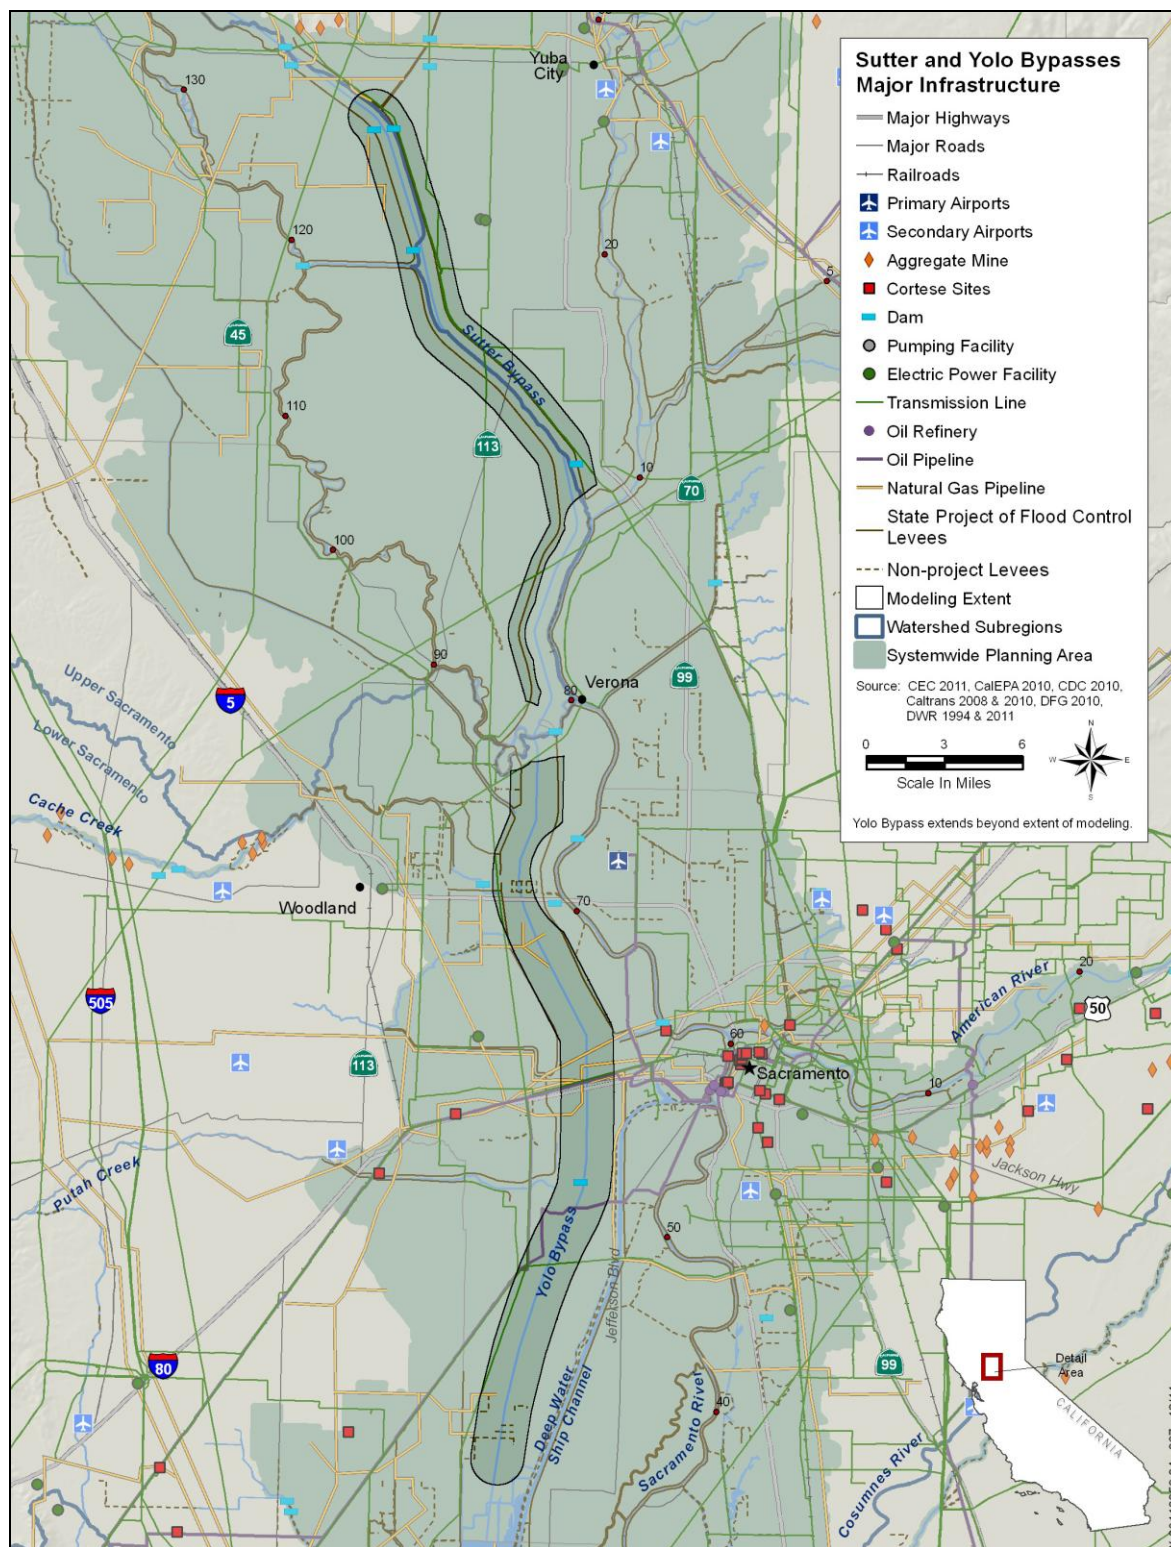 Sutter and Yolo Bypasses
Major Infrastructure
Major Highways
Major Roads
Railroads
Primary Airports
Secondary Airports
Aggregate Mine
Cortese Sites
Dam
Pumping Facility
Electric Power Facility
Transmission Line
Oil Refinery
Oil Pipeline
Natural Gas Pipeline
State Project of Flood Control
Levees
Non-project Levees
Modeling Extent
Watershed Subregions
Systemwide Planning Area
Source: CEC 2011, CalEPA 2010, CDC 2010,
Caltrans 2008 & 2010, DFG 2010,
DWR 1994 & 2011
0 3 6
Scale In Miles
N
W E
S
Yolo Bypass extends beyond extent of modeling.
Yuba
City
130
120
20
5
45
Sutter Bypass
110
113
10
70
100
90
Upper Sacramento
5
80
Verona
99
Lower Sacramento
Cache Creek
Woodland
70
505
American River
20
50
60
113
Sacramento
10
Putah Creek
Jackson Hwy
Yolo Bypass
50
Jefferson Blvd
80
99
Deep Water
Ship Channel
Sacramento River
40
Cosumnes River
Detail
Area
CALIFORNIA